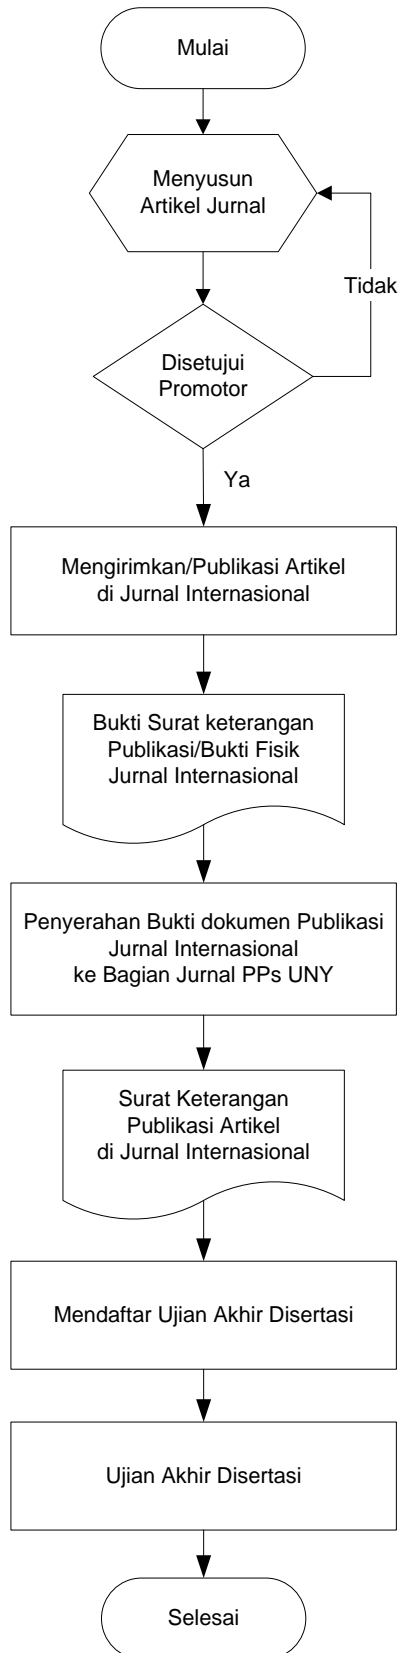 Mulai
Menyusun
Artikel Jurnal
Tidak
Disetujui
Promotor
Ya
Mengirimkan/Publikasi Artikel
di Jurnal Internasional
Bukti Surat keterangan
Publikasi/Bukti Fisik
Jurnal Internasional
Penyerahan Bukti dokumen Publikasi
Jurnal Internasional
ke Bagian Jurnal PPs UNY
Surat Keterangan
Publikasi Artikel
di Jurnal Internasional
Mendaftar Ujian Akhir Disertasi
Ujian Akhir Disertasi
Selesai